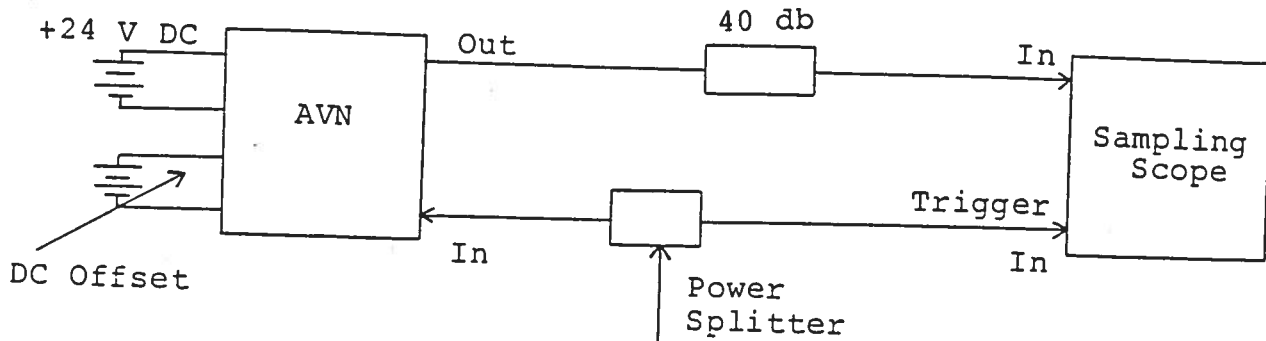 40 db
+24 V DC
Out
In
AVN
Sampling
Scope
Trigger
In
In
DC Offset
Power
Splitter